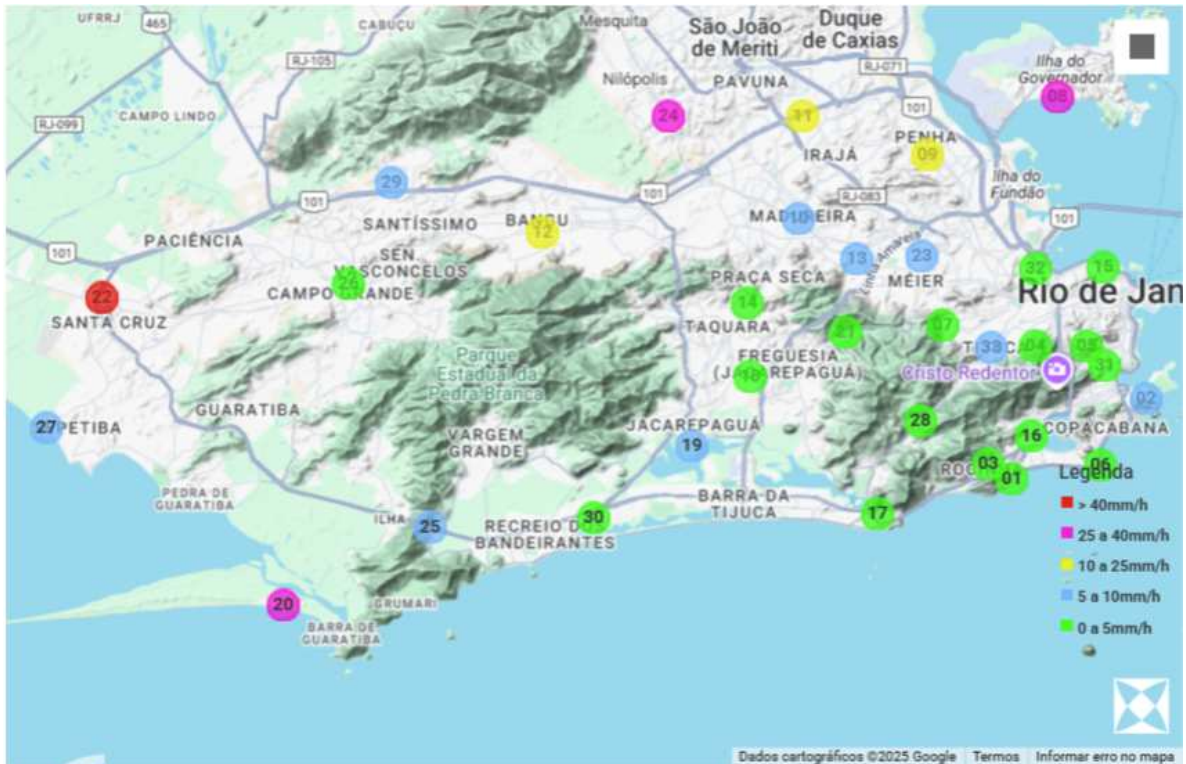 UFRRJ
465
CABUÇU
Mesquita
São João
de Meriti
Duque
de Caxias
RJ-105
Nilópolis
PAVUNA
RJ-071
Ilha do
Governador
08
RJ-099
CAMPO LINDO
24
11
101
PENHA
09
IRAJÁ
Ilha do
Fundão
29
101
101
RJ-083
SANTÍSSIMO
BANGU
12
MADUREIRA
10
101
PACIÊNCIA
101
SEN
VASCONCELOS
26
CAMPO GRANDE
13
Linha Amarela
23
MÉIER
32
15
PRAÇA SECA
14
Rio de Jan
22
SANTA CRUZ
TAQUARA
21
07
33
04
05
31
Parque
Estadual da
Pedra Branca
FREGUESIA
(JACAREPAGUÁ)
18
Cristo Redentor
02
GUARATIBA
28
27
PETIBA
VARGEM
GRANDE
JACAREPAGUÁ
19
16
COPACABANA
03
01
06
PEDRA DE
GUARATIBA
ILHA
25
RECREIO DOS
BANDEIRANTES
30
BARRA DA
TIJUCA
17
20
GRUMARI
BARRA DE
GUARATIBA
Legenda
> 40mm/h
25 a 40mm/h
10 a 25mm/h
5 a 10mm/h
0 a 5mm/h
Dados cartográficos ©2025 Google
Termos
Informar erro no mapa